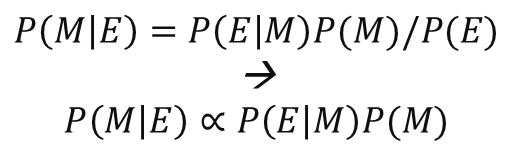 P(M|E) = P(E|M)P(M)/P(E)
→
P(M|E) ∝ P(E|M)P(M)